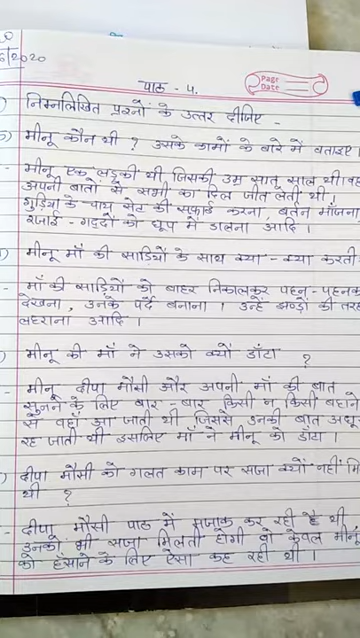 6/2020
Page
Date
पाठ - 4.
निम्नलिखित प्रश्नों के उत्तर दीजिए -
मीनू कौन थी ? उसके कामों के बारे में बताइए।
- मीनू एक लड़की थी जिसकी उम्र सात साल थी। वह
अपनी बातों से सभी का दिल जीत लेती थी।
गुड़िया के चाय सेट की सफाई करना, बर्तन माँजना,
रजाई - गद्दों को धूप में डालना आदि।
मीनू माँ की साड़ियों के साथ क्या - क्या करती
- माँ की साड़ियों को बाहर निकालकर पहन - पहनक
देखना, उनके पर्दे बनाना। उन्हें झण्डों की तरह
लहराना आदि।
मीनू की माँ ने उसको क्यों डाँटा ?
- मीनू दीपा मौसी और अपनी माँ की बात
सुनने के लिए बार - बार किसी न किसी बहाने
से वहाँ आ जाती थी जिससे उनकी बात अधू
रह जाती थी इसलिए माँ ने मीनू को डाँटा।
दीपा मौसी को गलत काम पर सजा क्यों नहीं मि
थी ?
- दीपा मौसी पाठ में मजाक कर रही है थी
उनको भी सजा मिलती होगी वो केवल मीनू
को हँसाने के लिए ऐसा कह रही थी।